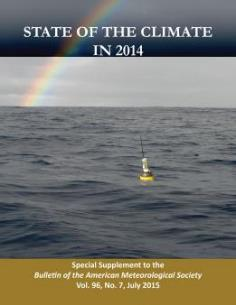 STATE OF THE CLIMATE
IN 2014
Special Supplement to the
Bulletin of the American Meteorological Society
Vol. 96, No. 7, July 2015